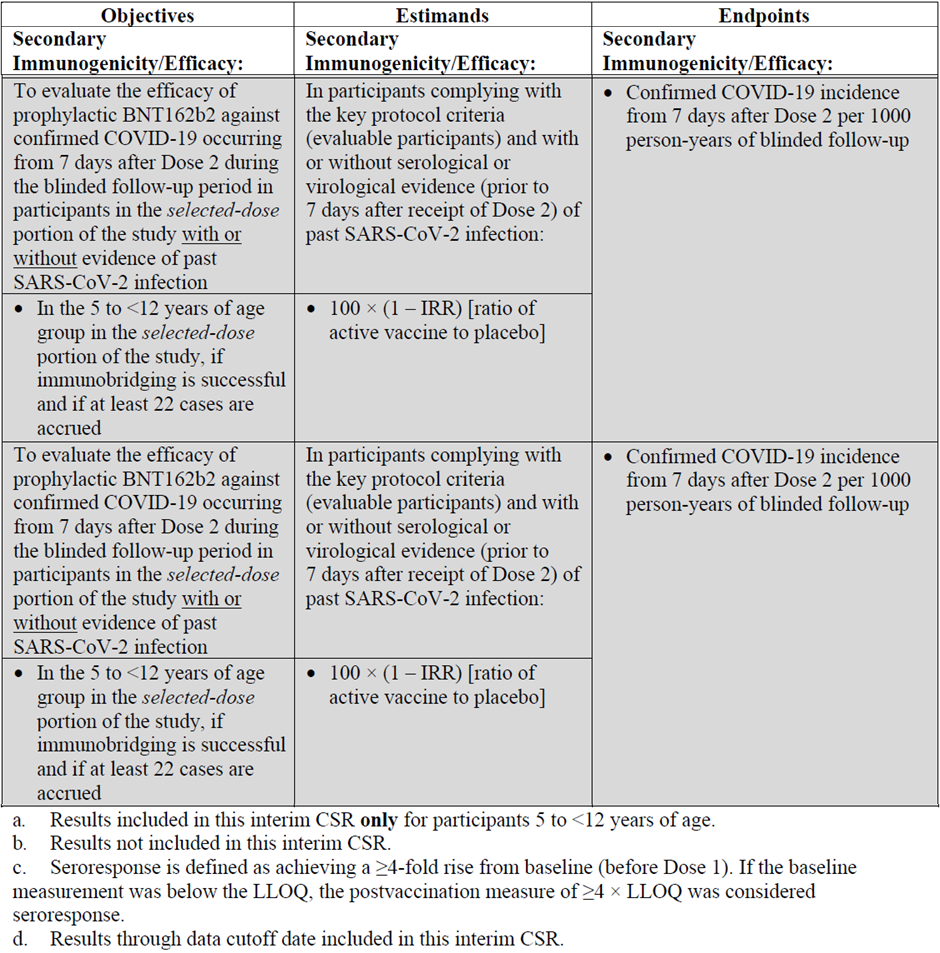 Objectives
Estimands
Endpoints
Secondary
Immunogenicity/Efficacy:
Secondary
Immunogenicity/Efficacy:
Secondary
Immunogenicity/Efficacy:
To evaluate the efficacy of
prophylactic BNT162b2 against
confirmed COVID-19 occurring
from 7 days after Dose 2 during
the blinded follow-up period in
participants in the selected-dose
portion of the study with or
without evidence of past
SARS-CoV-2 infection
In participants complying with
the key protocol criteria
(evaluable participants) and with
or without serological or
virological evidence (prior to
7 days after receipt of Dose 2) of
past SARS-CoV-2 infection:
• Confirmed COVID-19 incidence
from 7 days after Dose 2 per 1000
person-years of blinded follow-up
• In the 5 to <12 years of age
group in the selected-dose
portion of the study, if
immunobridging is successful
and if at least 22 cases are
accrued
• 100 × (1 – IRR) [ratio of
active vaccine to placebo]
To evaluate the efficacy of
prophylactic BNT162b2 against
confirmed COVID-19 occurring
from 7 days after Dose 2 during
the blinded follow-up period in
participants in the selected-dose
portion of the study with or
without evidence of past
SARS-CoV-2 infection
In participants complying with
the key protocol criteria
(evaluable participants) and with
or without serological or
virological evidence (prior to
7 days after receipt of Dose 2) of
past SARS-CoV-2 infection:
• Confirmed COVID-19 incidence
from 7 days after Dose 2 per 1000
person-years of blinded follow-up
• In the 5 to <12 years of age
group in the selected-dose
portion of the study, if
immunobridging is successful
and if at least 22 cases are
accrued
• 100 × (1 – IRR) [ratio of
active vaccine to placebo]
a. Results included in this interim CSR only for participants 5 to <12 years of age.
b. Results not included in this interim CSR.
c. Seroresponse is defined as achieving a ≥4-fold rise from baseline (before Dose 1). If the baseline
measurement was below the LLOQ, the postvaccination measure of ≥4 × LLOQ was considered
seroresponse.
d. Results through data cutoff date included in this interim CSR.